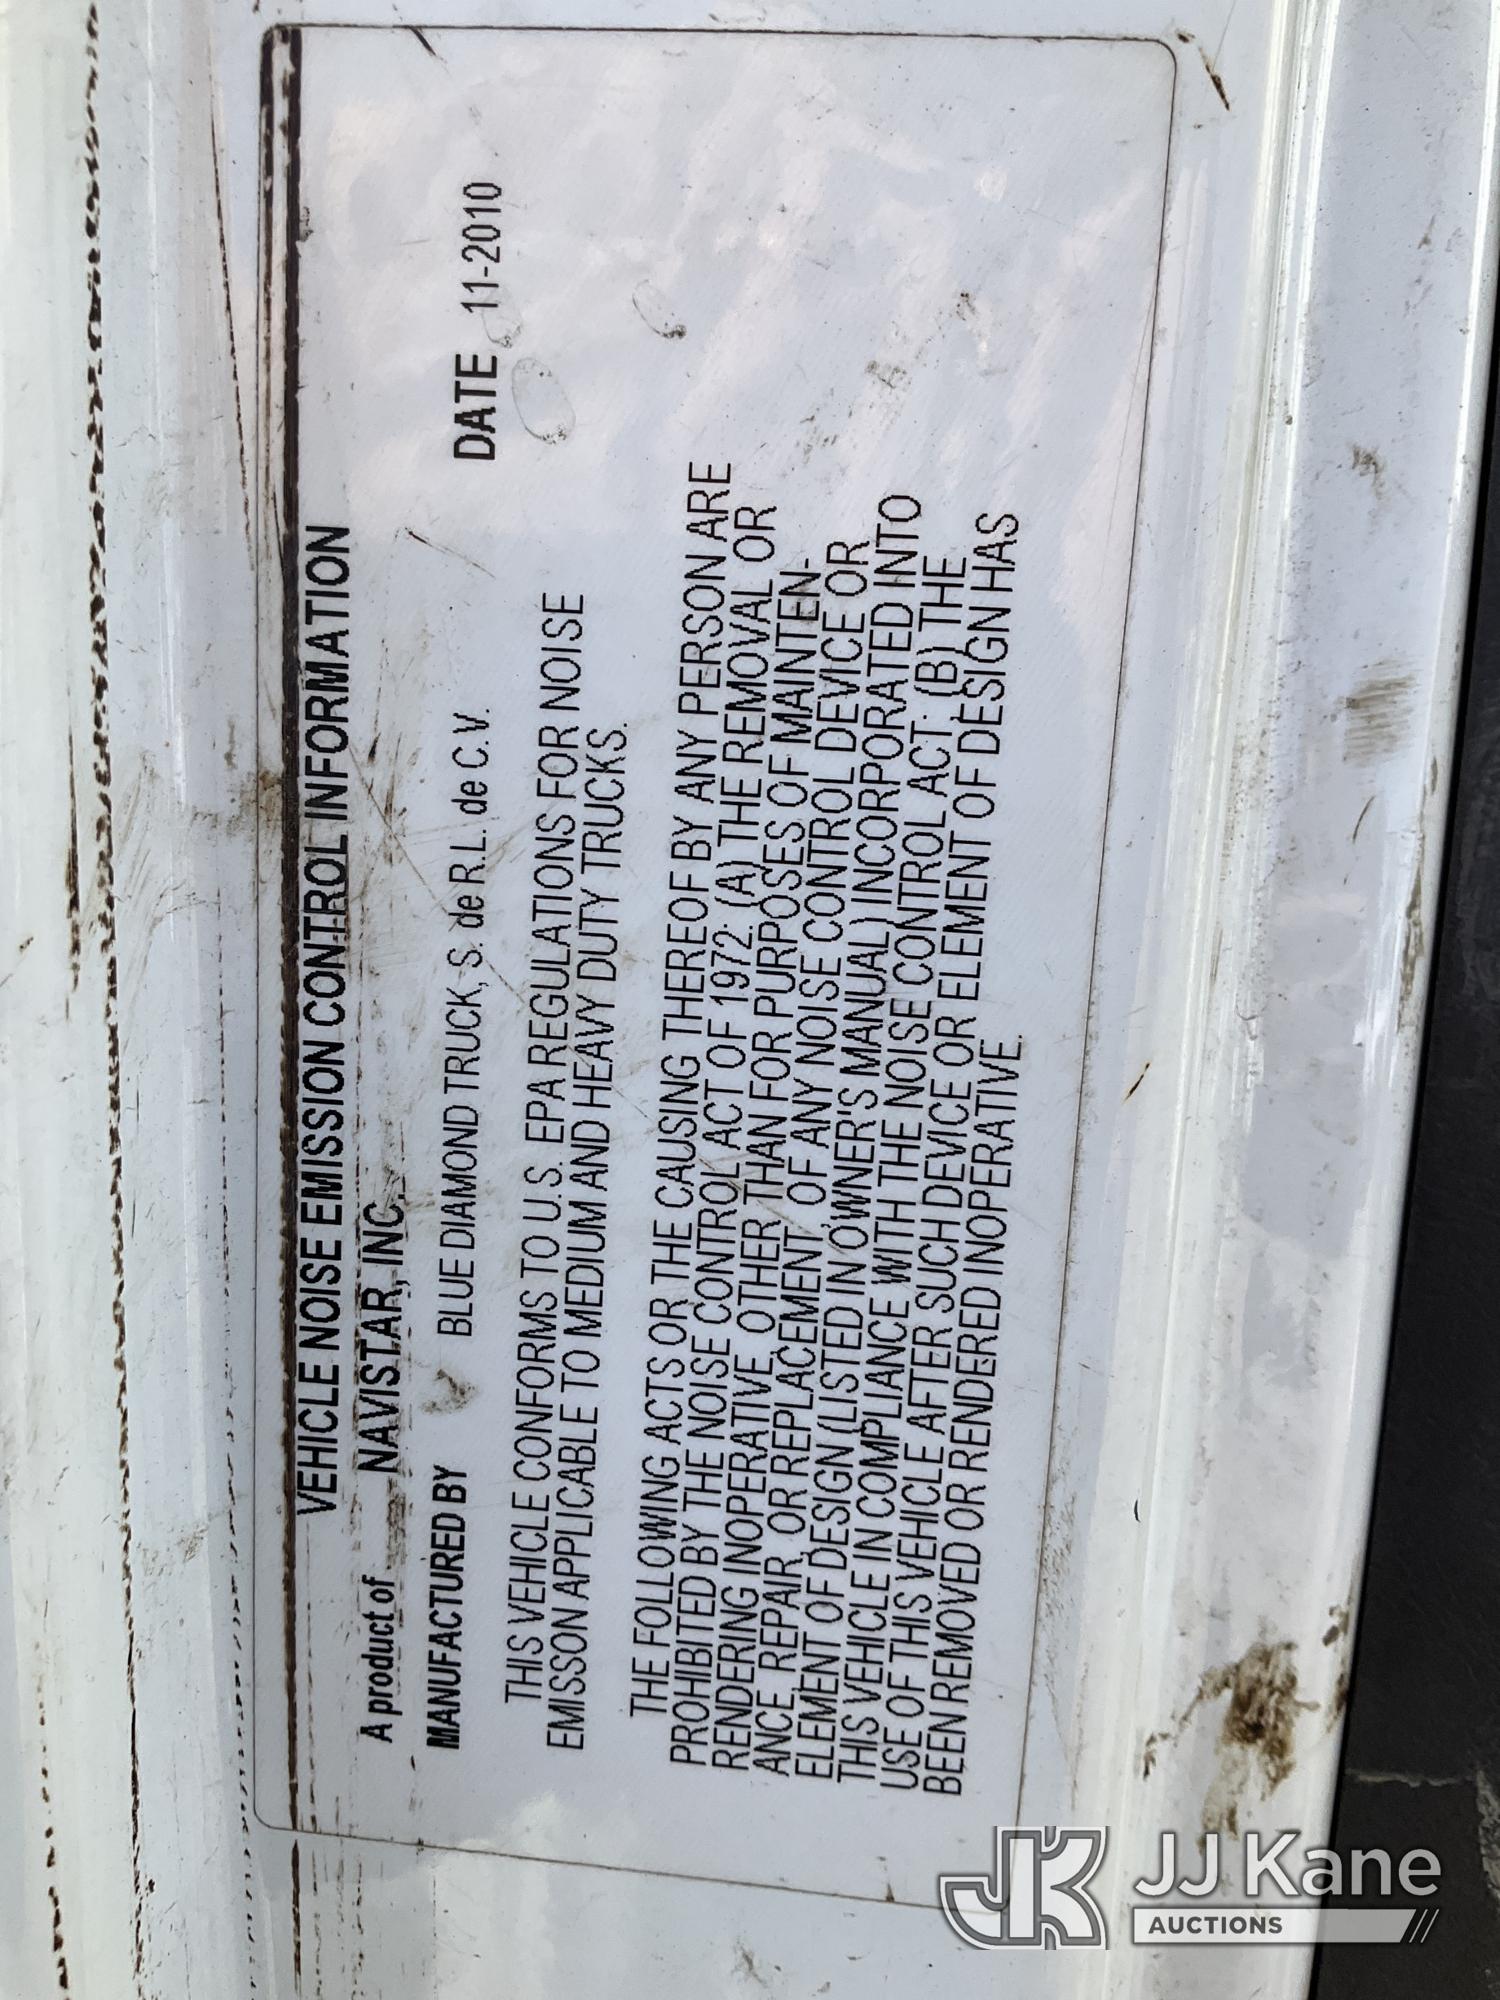 VEHICLE NOISE EMISSION CONTROL INFORMATION
A product of NAVISTAR, INC.
MANUFACTURED BY BLUE DIAMOND TRUCK, S. de R.L. de C.V. DATE 11-2010
THIS VEHICLE CONFORMS TO U.S. EPA REGULATIONS FOR NOISE
EMISSON APPLICABLE TO MEDIUM AND HEAVY DUTY TRUCKS.
THE FOLLOWING ACTS OR THE CAUSING THEREOF BY ANY PERSON ARE
PROHIBITED BY THE NOISE CONTROL ACT OF 1972: (A) THE REMOVAL OR
RENDERING INOPERATIVE, OTHER THAN FOR PURPOSES OF MAINTEN-
ANCE, REPAIR, OR REPLACEMENT, OF ANY NOISE CONTROL DEVICE OR
ELEMENT OF DESIGN (LISTED IN OWNER'S MANUAL) INCORPORATED INTO
THIS VEHICLE IN COMPLIANCE WITH THE NOISE CONTROL ACT; (B) THE
USE OF THIS VEHICLE AFTER SUCH DEVICE OR ELEMENT OF DESIGN HAS
BEEN REMOVED OR RENDERED INOPERATIVE.
JK JJ Kane
AUCTIONS